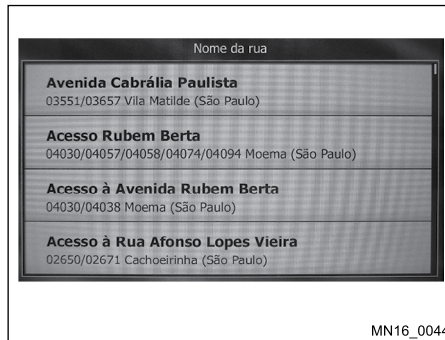 Nome da rua
Avenida Cabrália Paulista
03551/03657 Vila Matilde (São Paulo)
Acesso Rubem Berta
04030/04057/04058/04074/04094 Moema (São Paulo)
Acesso à Avenida Rubem Berta
04030/04038 Moema (São Paulo)
Acesso à Rua Afonso Lopes Vieira
02650/02671 Cachoeirinha (São Paulo)
MN16_0044